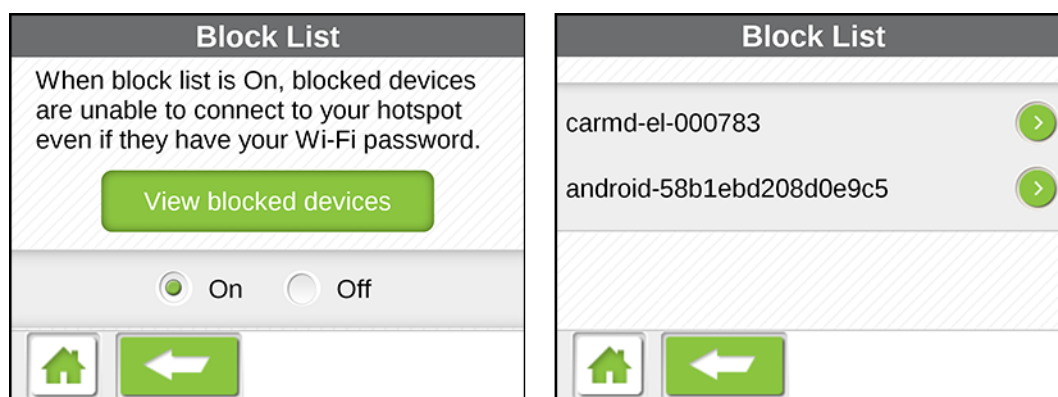 Block List
When block list is On, blocked devices
are unable to connect to your hotspot
even if they have your Wi-Fi password.
View blocked devices
On
Off
Block List
carmd-el-000783
android-58b1ebd208d0e9c5